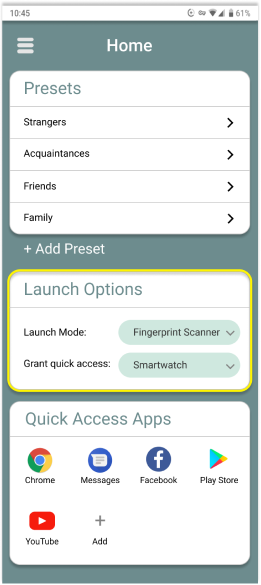 10:45
61%
Home
Presets
Strangers
Acquaintances
Friends
Family
+ Add Preset
Launch Options
Launch Mode: Fingerprint Scanner
Grant quick access: Smartwatch
Quick Access Apps
Chrome Messages Facebook Play Store
YouTube Add